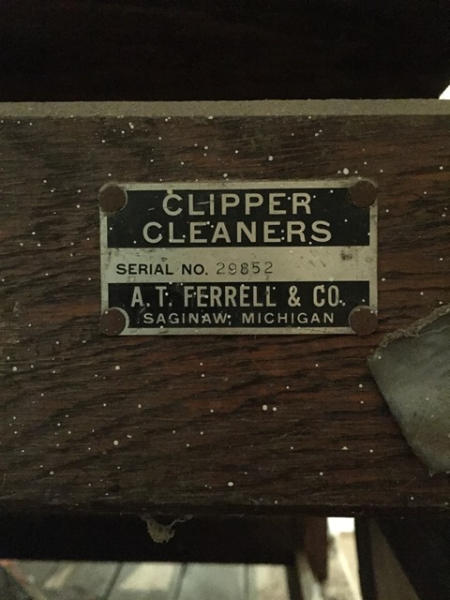 CLIPPER
CLEANERS
SERIAL NO. 29852
A.T. FERRELL & CO.
SAGINAW, MICHIGAN